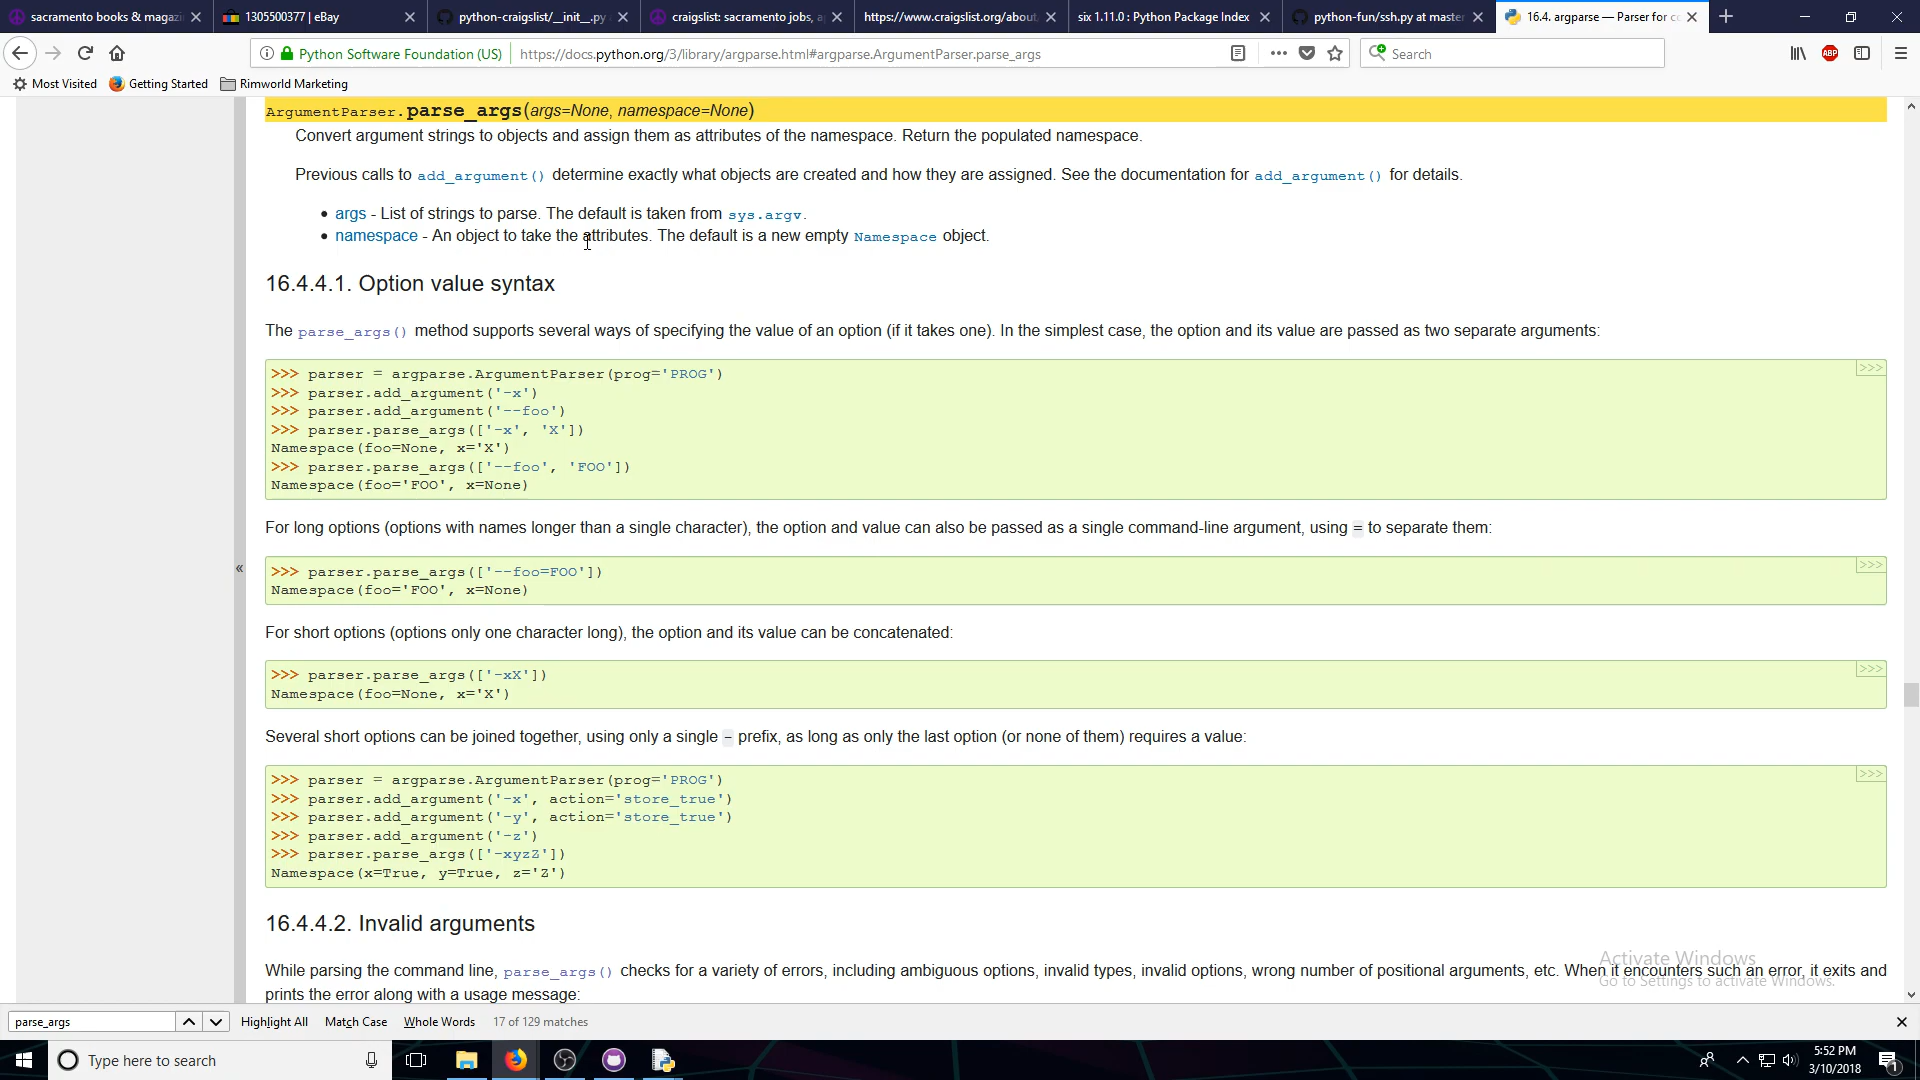 sacramento books & magazi
1305500377 | eBay
python-craigslist/__init__.py
craigslist: sacramento jobs, a
https://www.craigslist.org/about
six 1.11.0 : Python Package Index
python-fun/ssh.py at master
16.4. argparse — Parser for c
Python Software Foundation (US)
https://docs.python.org/3/library/argparse.html#argparse.ArgumentParser.parse_args
Search
Most Visited
Getting Started
Rimworld Marketing
ArgumentParser.parse_args(args=None, namespace=None)
Convert argument strings to objects and assign them as attributes of the namespace. Return the populated namespace.
Previous calls to add_argument() determine exactly what objects are created and how they are assigned. See the documentation for add_argument() for details.
• args - List of strings to parse. The default is taken from sys.argv.
• namespace - An object to take the attributes. The default is a new empty Namespace object.
16.4.4.1. Option value syntax
The parse_args() method supports several ways of specifying the value of an option (if it takes one). In the simplest case, the option and its value are passed as two separate arguments:
>>>
>>> parser = argparse.ArgumentParser(prog='PROG')
>>> parser.add_argument('-x')
>>> parser.add_argument('--foo')
>>> parser.parse_args(['-x', 'X'])
Namespace(foo=None, x='X')
>>> parser.parse_args(['--foo', 'FOO'])
Namespace(foo='FOO', x=None)
For long options (options with names longer than a single character), the option and value can also be passed as a single command-line argument, using = to separate them:
«
>>>
>>> parser.parse_args(['--foo=FOO'])
Namespace(foo='FOO', x=None)
For short options (options only one character long), the option and its value can be concatenated:
>>>
>>> parser.parse_args(['-xX'])
Namespace(foo=None, x='X')
Several short options can be joined together, using only a single - prefix, as long as only the last option (or none of them) requires a value:
>>>
>>> parser = argparse.ArgumentParser(prog='PROG')
>>> parser.add_argument('-x', action='store_true')
>>> parser.add_argument('-y', action='store_true')
>>> parser.add_argument('-z')
>>> parser.parse_args(['-xyzZ'])
Namespace(x=True, y=True, z='Z')
16.4.4.2. Invalid arguments
While parsing the command line, parse_args() checks for a variety of errors, including ambiguous options, invalid types, invalid options, wrong number of positional arguments, etc. When it encounters such an error, it exits and
prints the error along with a usage message:
Activate Windows
Go to Settings to activate Windows.
parse_args
Highlight All
Match Case
Whole Words
17 of 129 matches
Type here to search
5:52 PM
3/10/2018
1
ABP